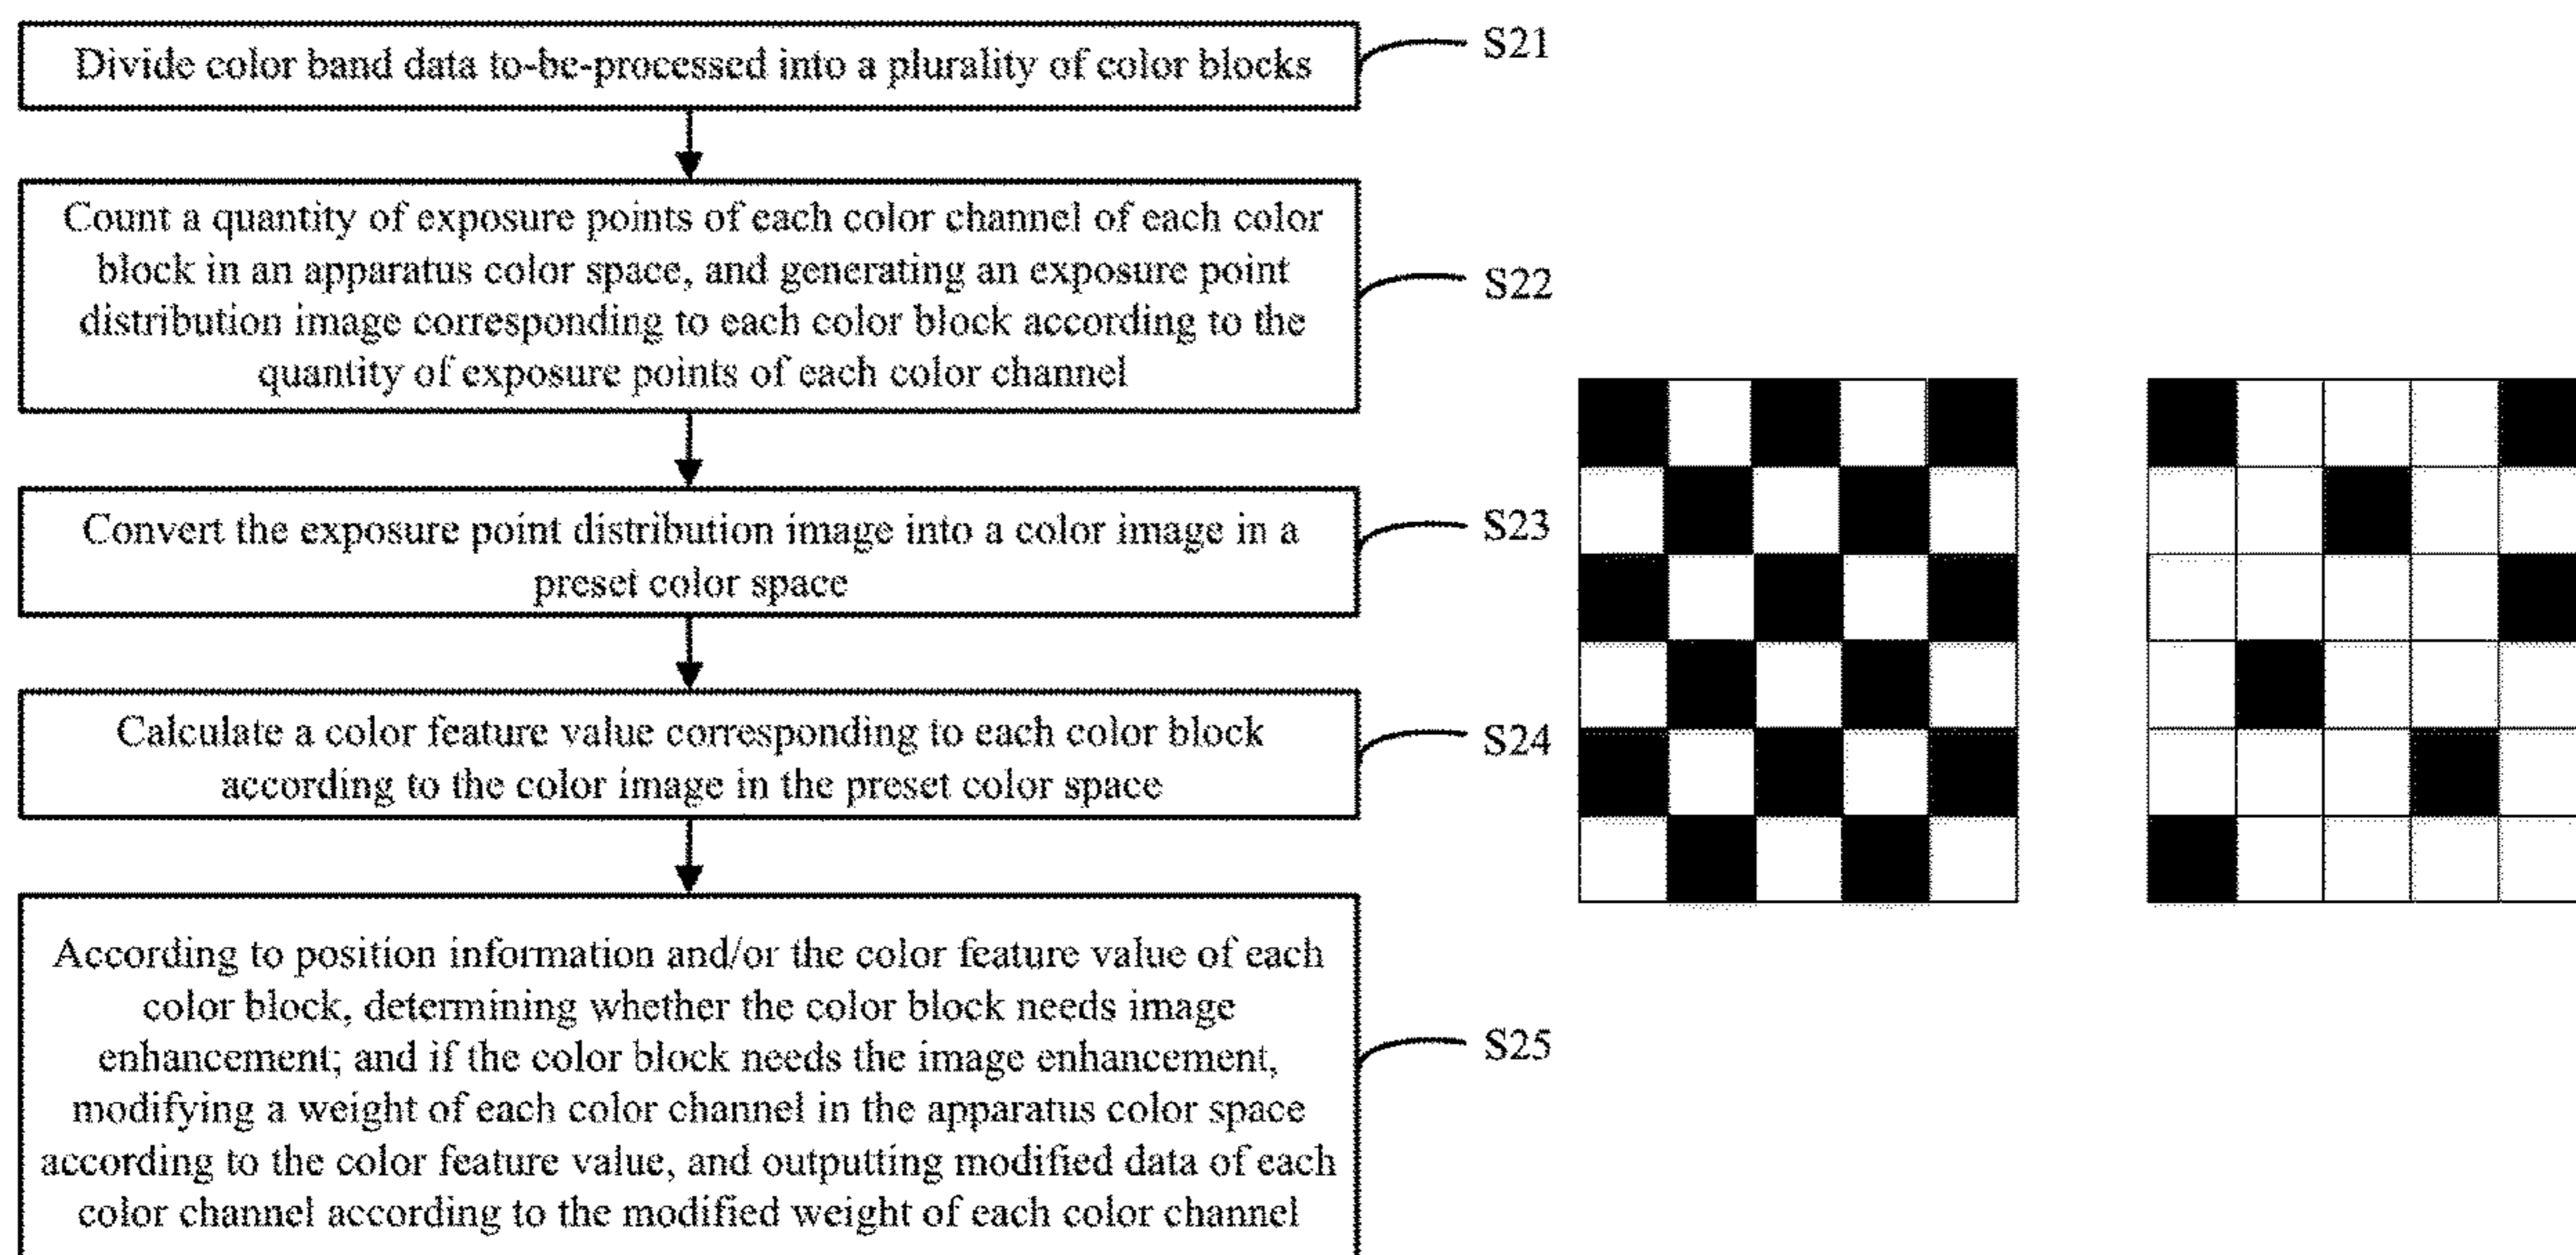 Divide color band data to-be-processed into a plurality of color blocks
S21
Count a quantity of exposure points of each color channel of each color
block in an apparatus color space, and generating an exposure point
distribution image corresponding to each color block according to the
quantity of exposure points of each color channel
S22
Convert the exposure point distribution image into a color image in a
preset color space
S23
Calculate a color feature value corresponding to each color block
according to the color image in the preset color space
S24
According to position information and/or the color feature value of each
color block, determining whether the color block needs image
enhancement; and if the color block needs the image enhancement,
modifying a weight of each color channel in the apparatus color space
according to the color feature value, and outputting modified data of each
color channel according to the modified weight of each color channel
S25